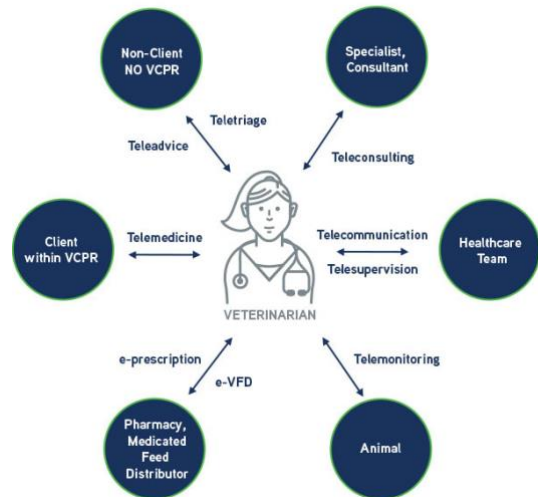 Non-Client
NO VCPR
Specialist,
Consultant
Teletriage
Teleadvice
Teleconsulting
Client
within VCPR
Telemedicine
Telecommunication
Telesupervision
Healthcare
Team
VETERINARIAN
e-prescription
e-VFD
Telemonitoring
Pharmacy,
Medicated
Feed
Distributor
Animal